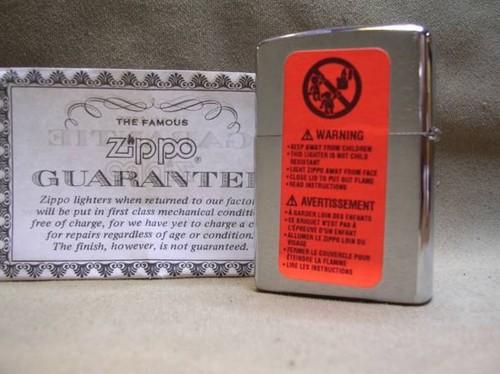 THE FAMOUS
Zippo®
GUARANTEE
Zippo lighters when returned to our factor
will be put in first class mechanical conditi
free of charge, for we have yet to charge a c
for repairs regardless of age or condition.
The finish, however, is not guaranteed.
⚠ WARNING
• KEEP AWAY FROM CHILDREN
• THIS LIGHTER IS NOT CHILD
RESISTANT
• LIGHT ZIPPO AWAY FROM FACE
• CLOSE LID TO PUT OUT FLAME
• READ INSTRUCTIONS
⚠ AVERTISSEMENT
• À GARDER LOIN DES ENFANTS
• CE BRIQUET N'EST PAS À
L'ÉPREUVE D'UN ENFANT
• ALLUMER LE ZIPPO LOIN DU
VISAGE
• FERMER LE COUVERCLE POUR
ÉTEINDRE LA FLAMME
• LIRE LES INSTRUCTIONS